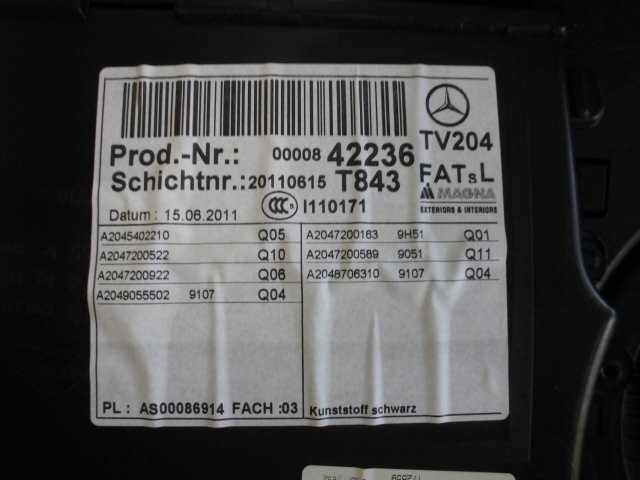 TV204
Prod.-Nr.: 00008 42236
FATsL
Schichtnr.: 20110615 T843
MAGNA
EXTERIORS & INTERIORS
Datum : 15.06.2011 CCC S I110171
A2045402210 Q05
A2047200522 Q10
A2047200922 Q06
A2049055502 9107 Q04
A2047200163 9H51 Q01
A2047200589 9051 Q11
A2048706310 9107 Q04
PL : AS00086914 FACH :03
Kunststoff schwarz